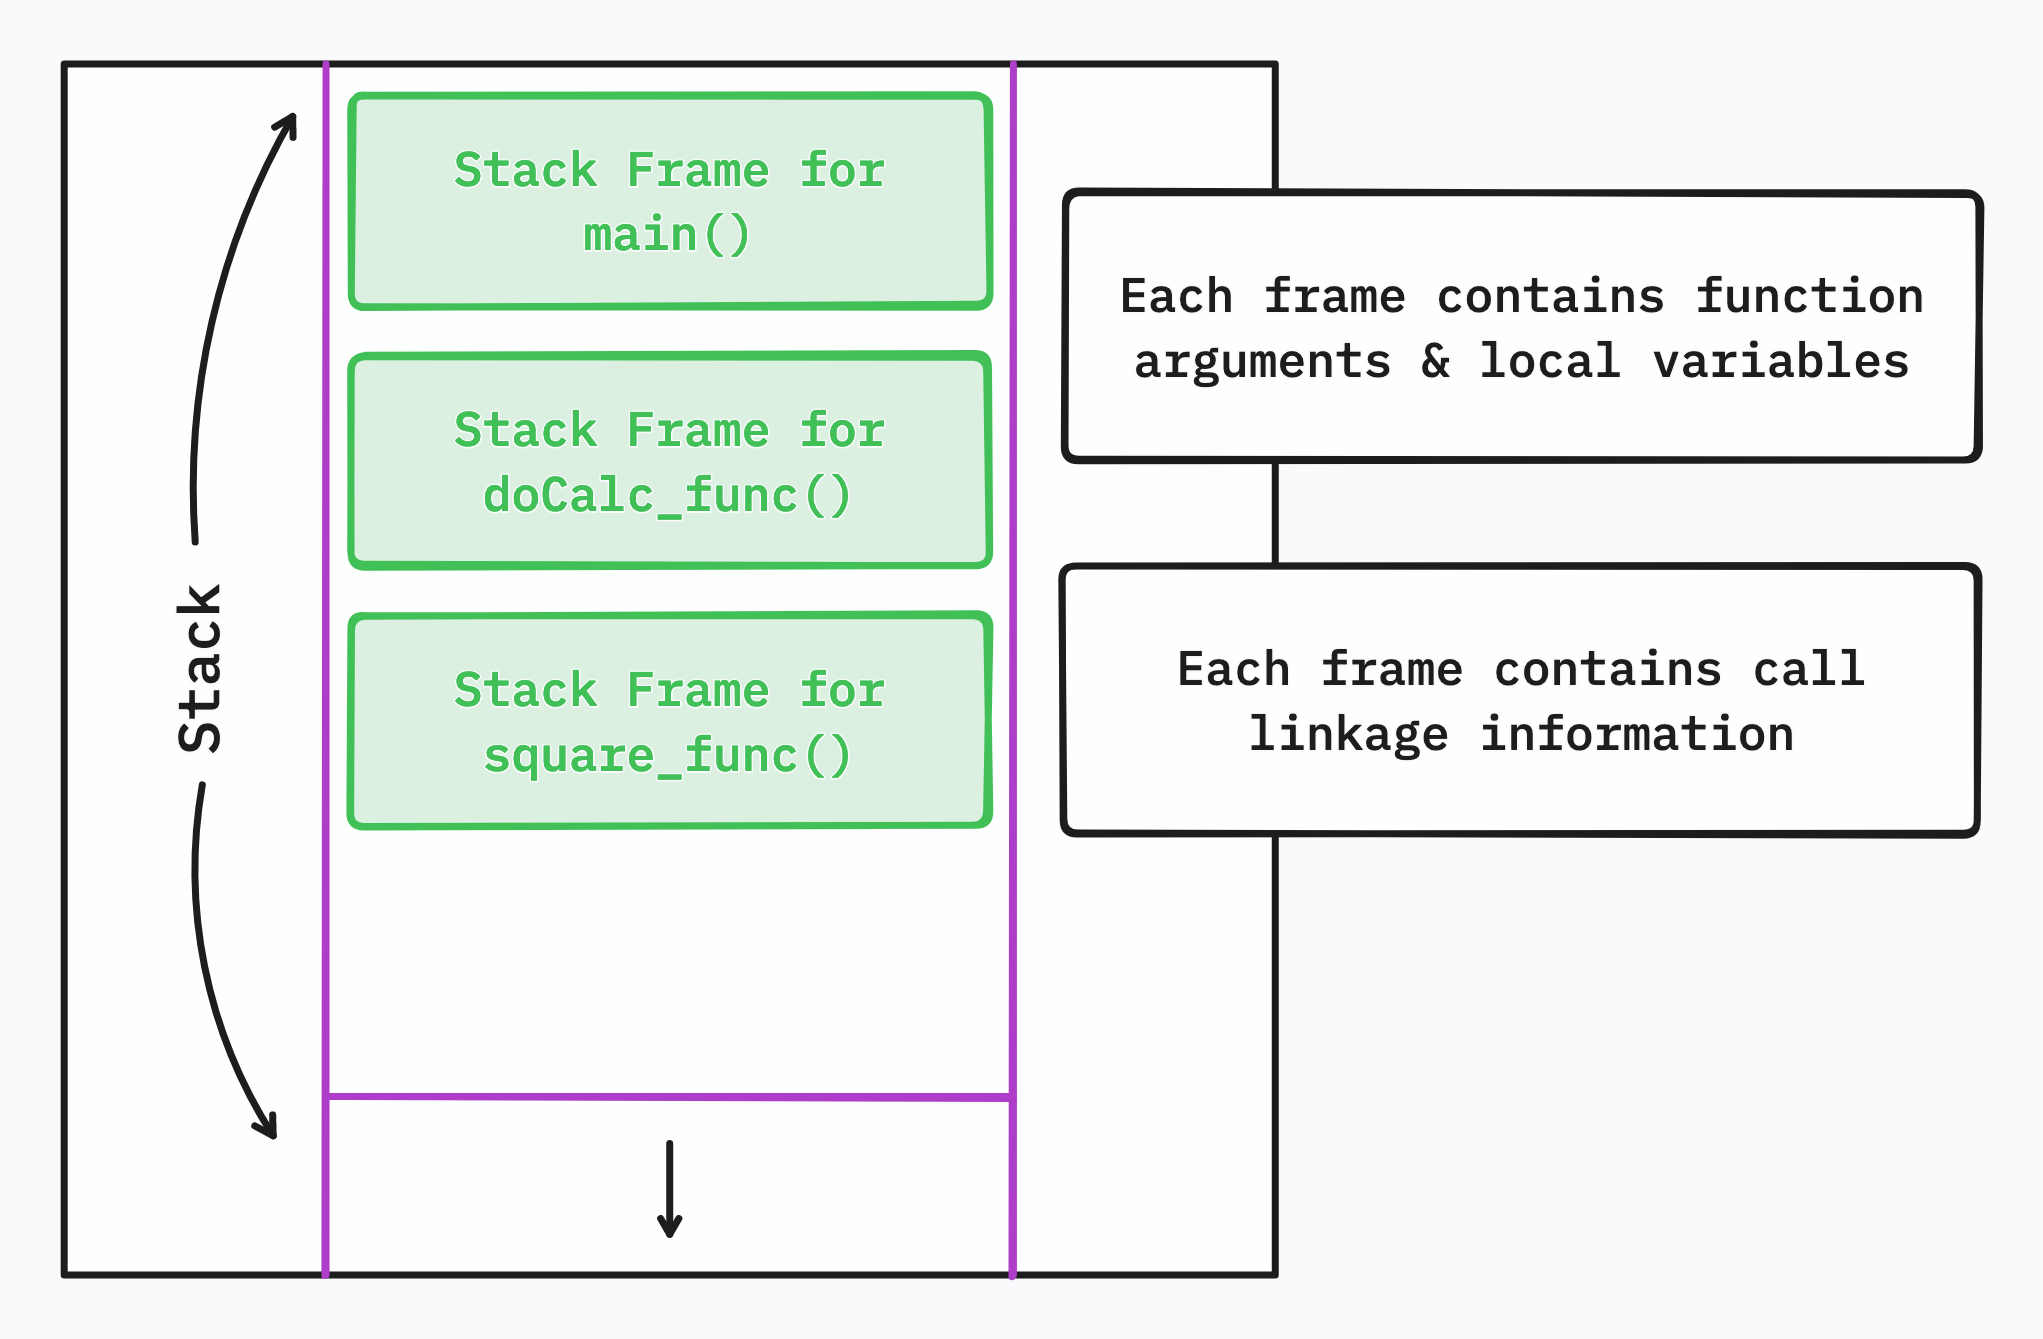 Stack Frame for
main()
Stack Frame for
doCalc_func()
Stack Frame for
square_func()
Stack
Each frame contains function
arguments & local variables
Each frame contains call
linkage information